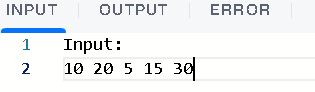 INPUT OUTPUT ERROR
1 Input:
2 10 20 5 15 30